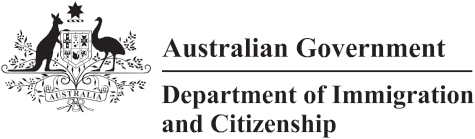 AUSTRALIA
Australian Government
Department of Immigration
and Citizenship